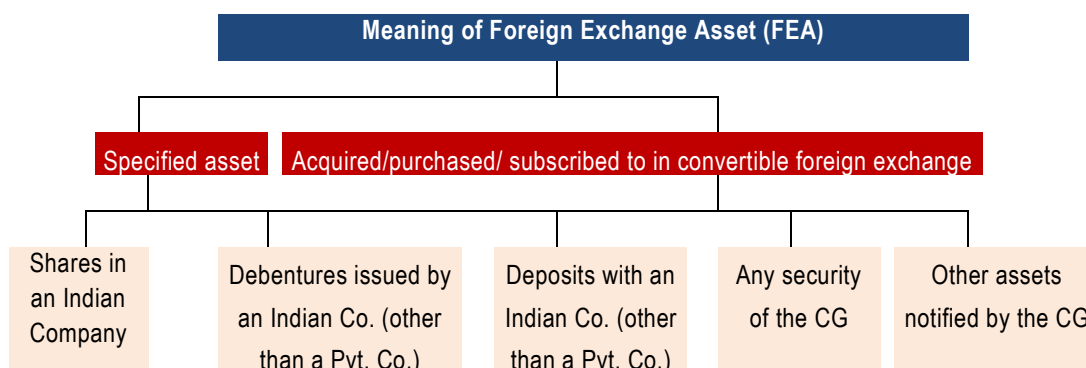 Meaning of Foreign Exchange Asset (FEA)
Specified asset
Acquired/purchased/ subscribed to in convertible foreign exchange
Shares in
an Indian
Company
Debentures issued by
an Indian Co. (other
than a Pvt. Co.)
Deposits with an
Indian Co. (other
than a Pvt. Co.)
Any security
of the CG
Other assets
notified by the CG